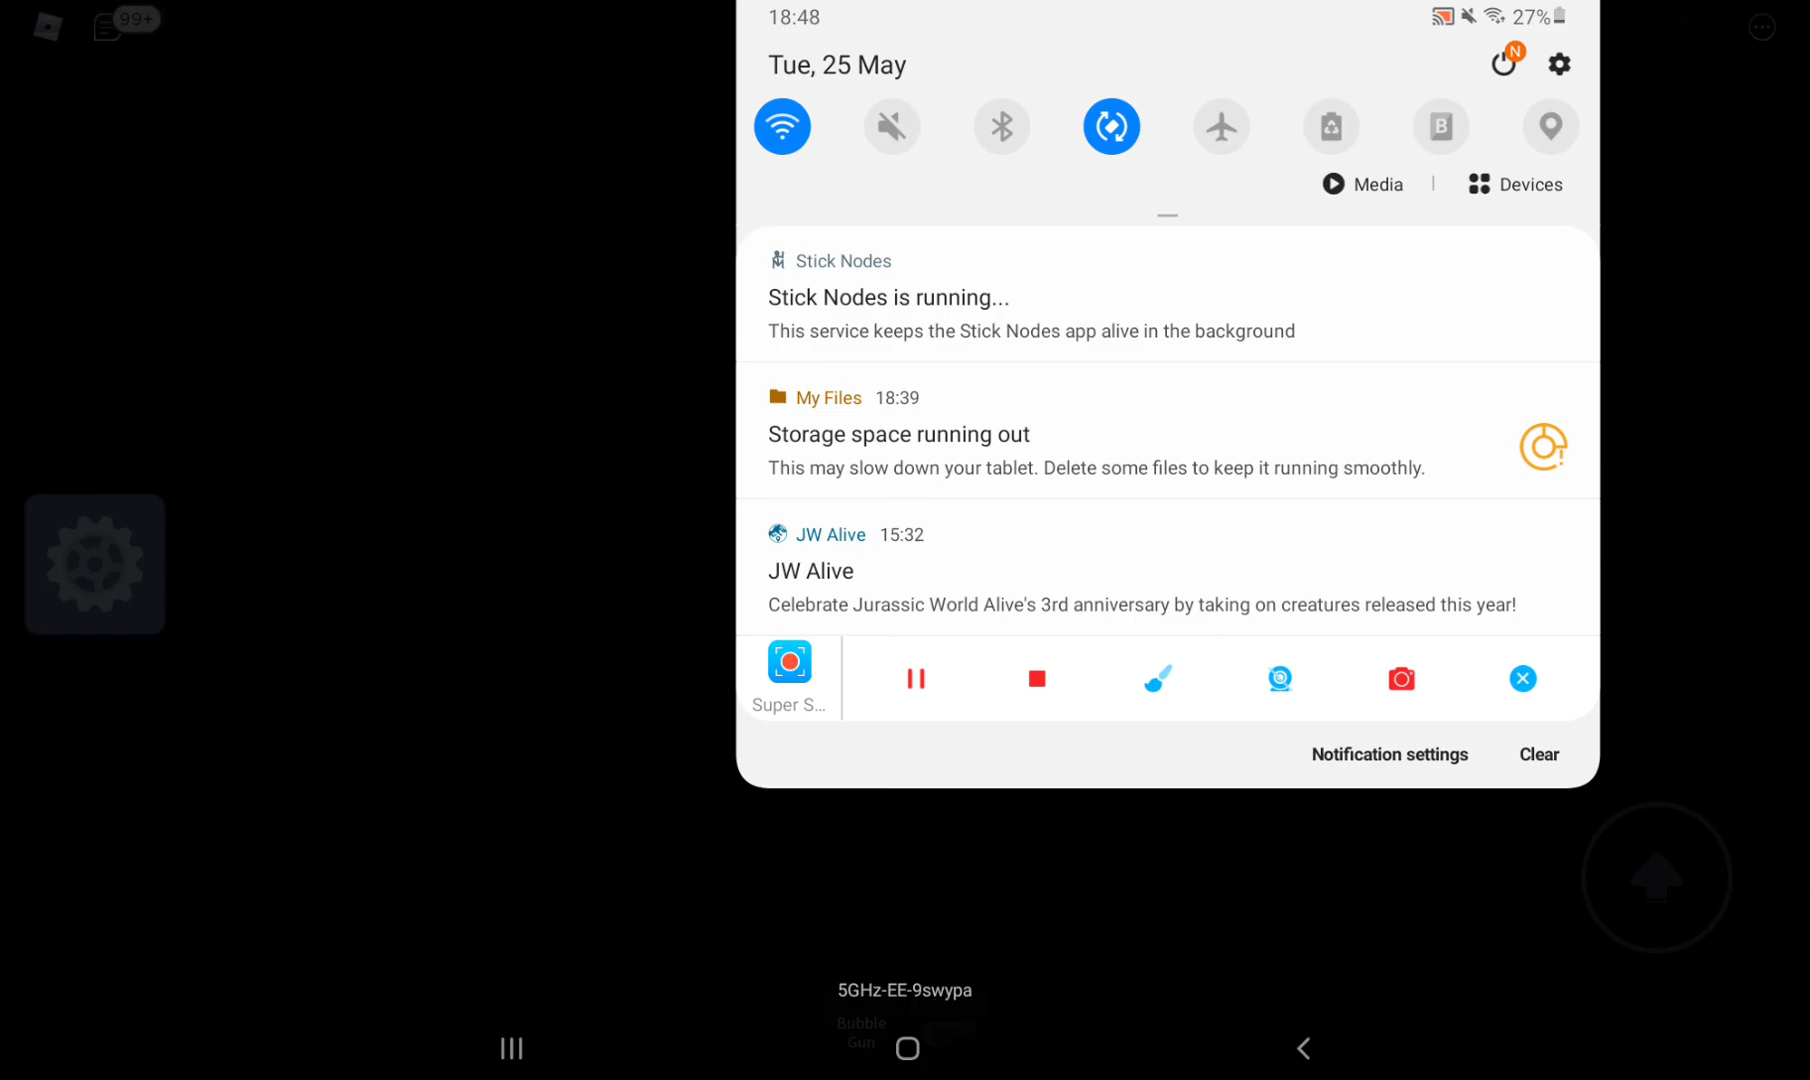 99+
18:48
27%
Tue, 25 May
N
B
Media
Devices
Stick Nodes
Stick Nodes is running...
This service keeps the Stick Nodes app alive in the background
My Files 18:39
Storage space running out
This may slow down your tablet. Delete some files to keep it running smoothly.
JW Alive 15:32
JW Alive
Celebrate Jurassic World Alive's 3rd anniversary by taking on creatures released this year!
Super S...
Notification settings
Clear
5GHz-EE-9swypa
Bubble
Gun